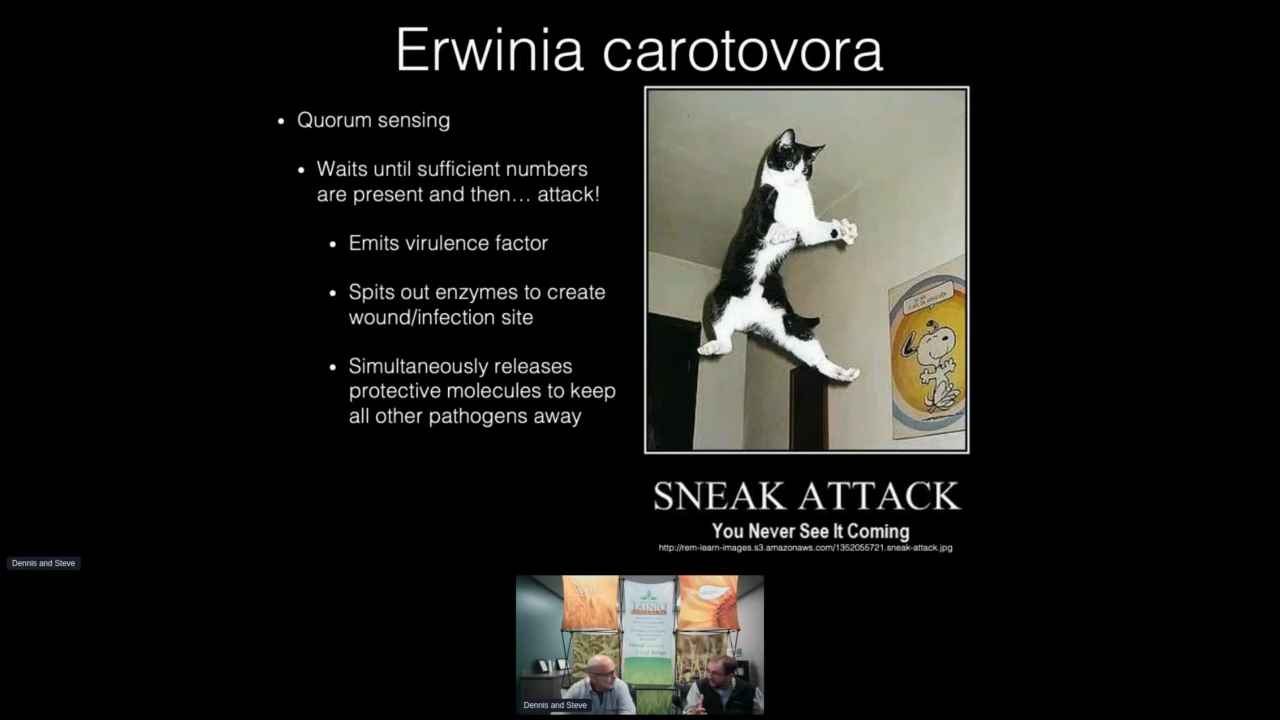 Erwinia carotovora
• Quorum sensing
• Waits until sufficient numbers
are present and then... attack!
• Emits virulence factor
• Spits out enzymes to create
wound/infection site
• Simultaneously releases
protective molecules to keep
all other pathogens away
SNEAK ATTACK
You Never See It Coming
http://rem-learn-images.s3.amazonaws.com/1352055721.sneak-attack.jpg
Dennis and Steve
TAINIO
Dennis and Steve